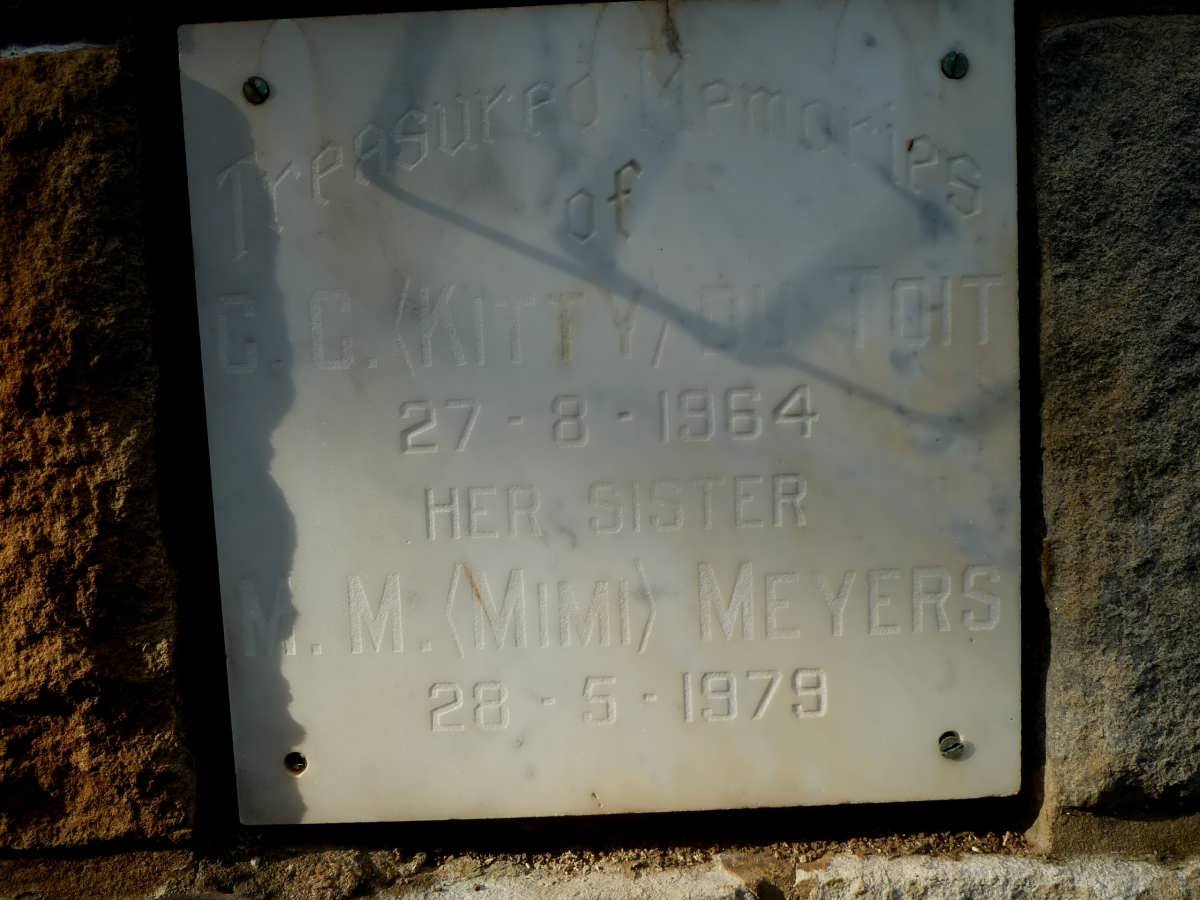 Treasured Memories
of
C. C. (KITTY) DU TOIT
27-8-1964
HER SISTER
M. M. (MIMI) MEYERS
28-5-1979